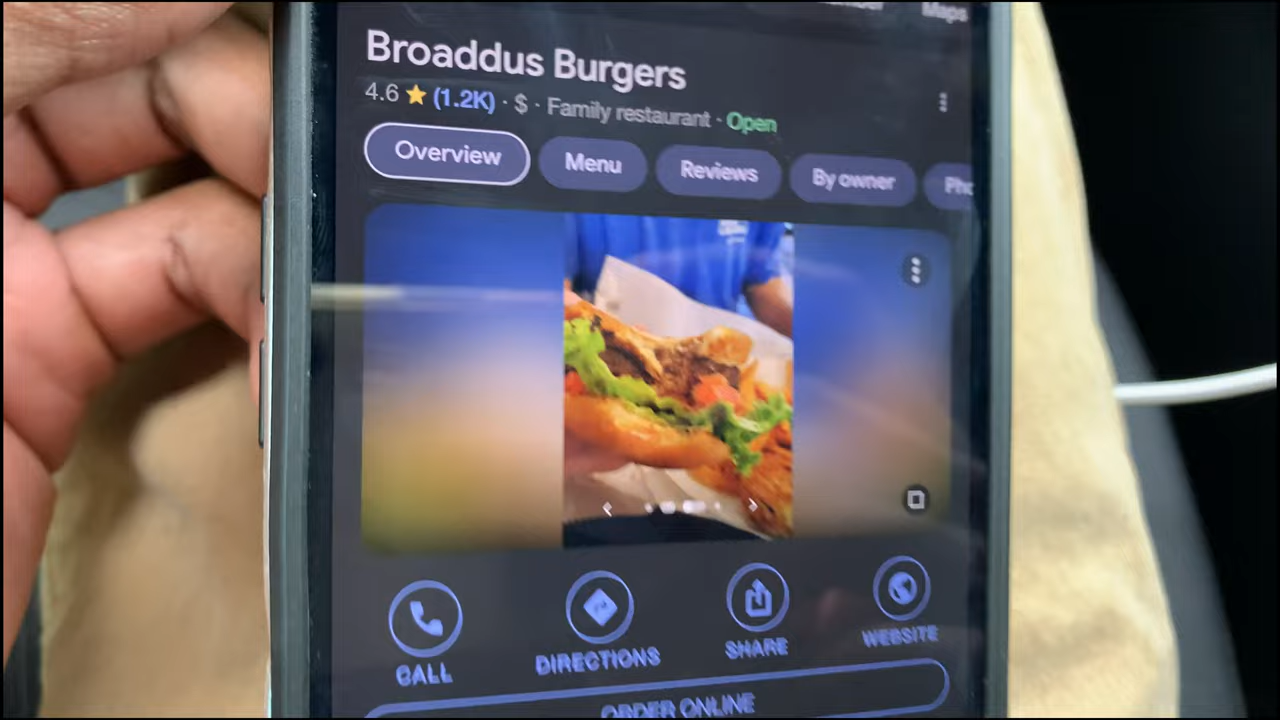 Maps
Broaddus Burgers
4.6 ★ (1.2K) · $ · Family restaurant · Open
Overview Menu Reviews By owner
CALL DIRECTIONS SHARE WEBSITE
ORDER ONLINE